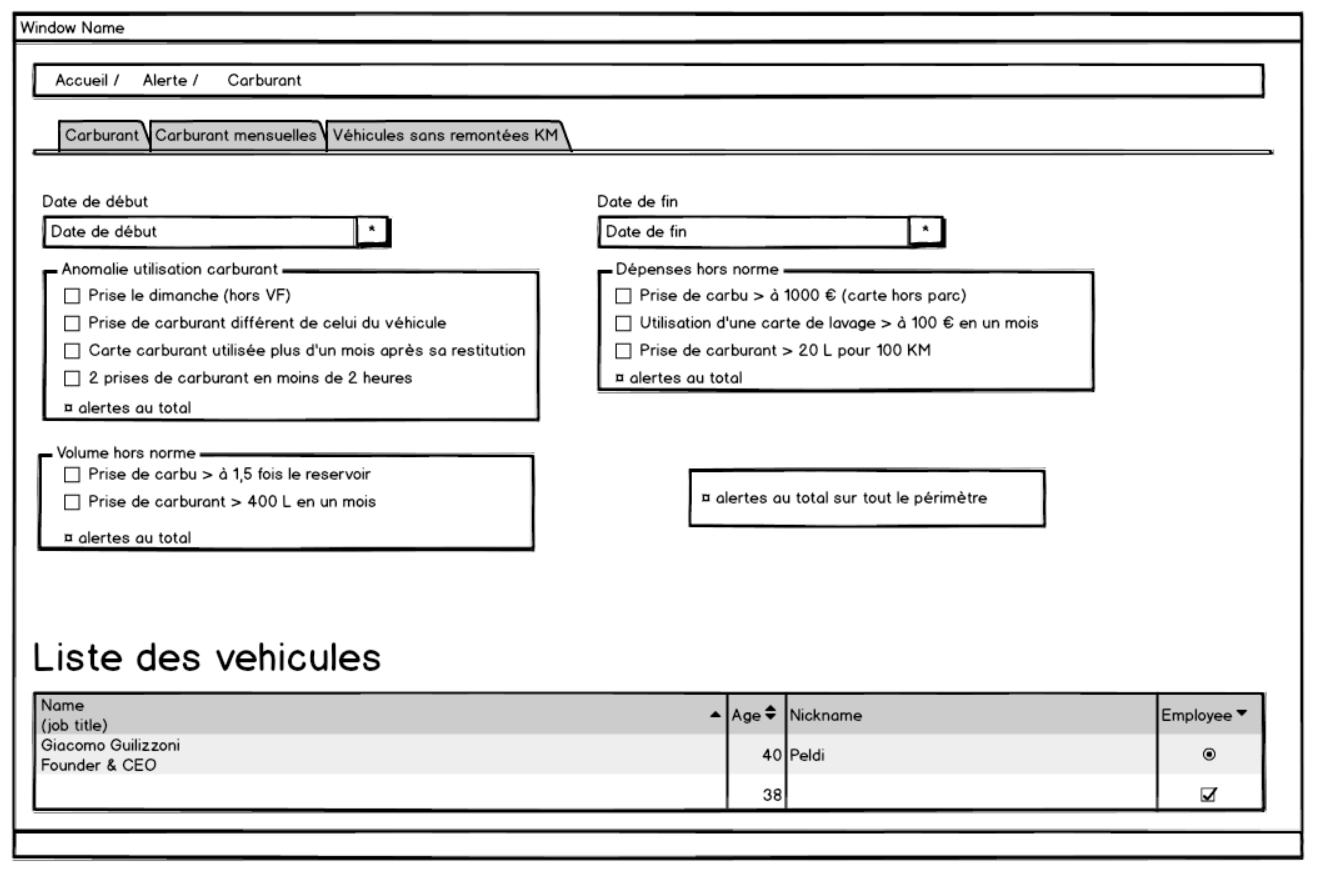 Window Name
Accueil / Alerte / Carburant
Carburant Carburant mensuelles Véhicules sans remontées KM
Date de début
Date de début *
Date de fin
Date de fin *
Anomalie utilisation carburant
Prise le dimanche (hors VF)
Prise de carburant différent de celui du véhicule
Carte carburant utilisée plus d'un mois après sa restitution
2 prises de carburant en moins de 2 heures
¤ alertes au total
Dépenses hors norme
Prise de carbu > à 1000 € (carte hors parc)
Utilisation d'une carte de lavage > à 100 € en un mois
Prise de carburant > 20 L pour 100 KM
¤ alertes au total
Volume hors norme
Prise de carbu > à 1,5 fois le reservoir
Prise de carburant > 400 L en un mois
¤ alertes au total
¤ alertes au total sur tout le périmètre
Liste des vehicules
Name
(job title)
Age
Nickname
Employee
Giacomo Guilizzoni
Founder & CEO
40
Peldi
38